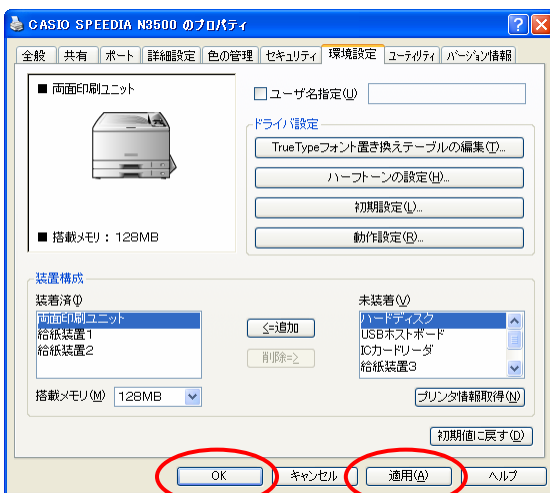 CASIO SPEEDIA N3500 のプロパティ
全般 共有 ポート 詳細設定 色の管理 セキュリティ 環境設定 ユーティリティ バージョン情報
■ 両面印刷ユニット
■ 搭載メモリ：128MB
ユーザ名指定(U)
ドライバ設定
TrueTypeフォント置き換えテーブルの編集(T)...
ハーフトーンの設定(H)...
初期設定(L)...
動作設定(R)...
装置構成
装着済(I)
両面印刷ユニット
給紙装置1
給紙装置2
<=追加
削除=>
未装着(V)
ハードディスク
USBホストボード
ICカードリーダ
給紙装置3
搭載メモリ(M) 128MB
プリンタ情報取得(N)
初期値に戻す(D)
OK キャンセル 適用(A) ヘルプ